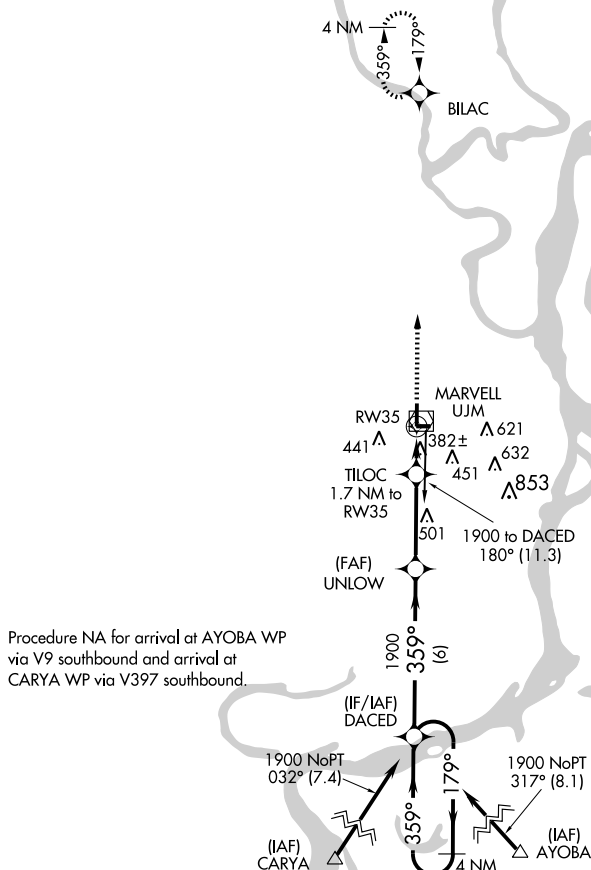 4 NM
359°
179°
BILAC
MARVELL
UJM
RW35
621
441
382±
632
451
TILOC
1.7 NM to
RW35
853
501
1900 to DACED
180° (11.3)
(FAF)
UNLOW
Procedure NA for arrival at AYOBA WP
via V9 southbound and arrival at
CARYA WP via V397 southbound.
1900
359°
(6)
(IF/IAF)
DACED
1900 NoPT
032° (7.4)
359°
179°
1900 NoPT
317° (8.1)
(IAF)
CARYA
4 NM
(IAF)
AYOBA